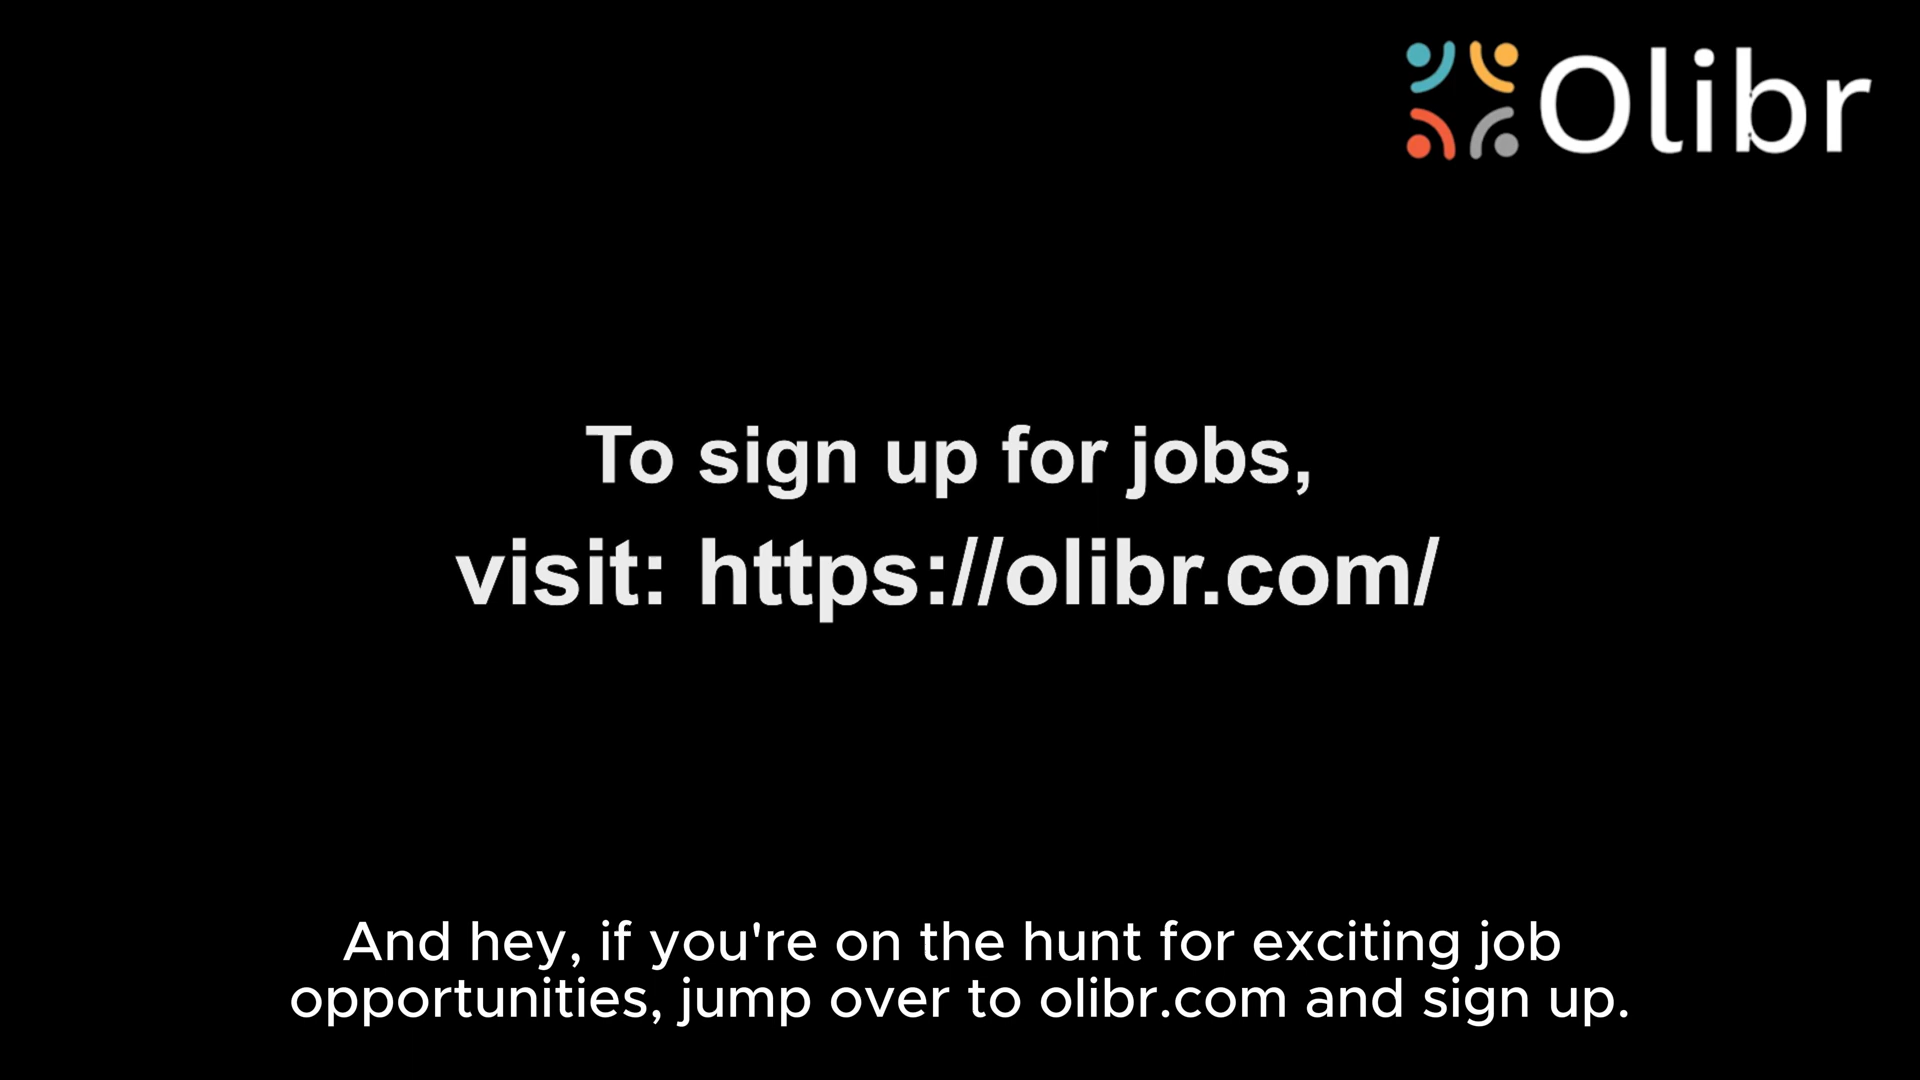 Olibr
To sign up for jobs,
visit: https://olibr.com/
And hey, if you're on the hunt for exciting job
opportunities, jump over to olibr.com and sign up.